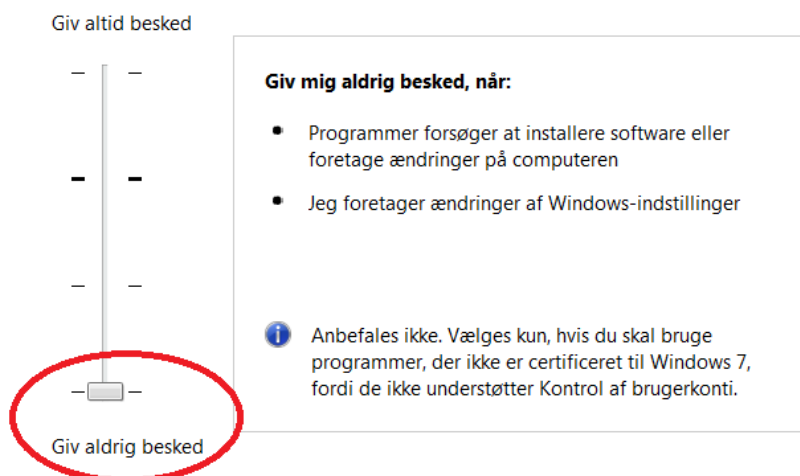 Giv altid besked
Giv mig aldrig besked, når:
Programmer forsøger at installere software eller
foretage ændringer på computeren
Jeg foretager ændringer af Windows-indstillinger
Anbefales ikke. Vælges kun, hvis du skal bruge
programmer, der ikke er certificeret til Windows 7,
fordi de ikke understøtter Kontrol af brugerkonti.
Giv aldrig besked